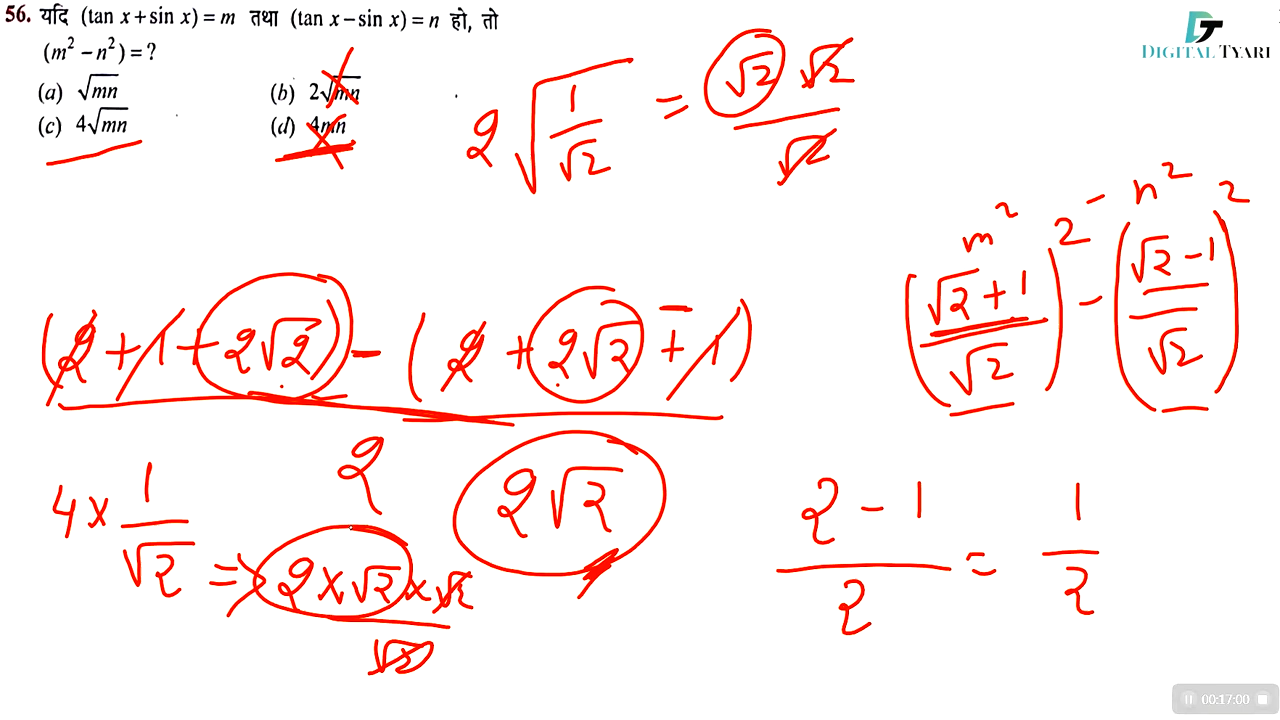 56. यदि (tan x + sin x) = m तथा (tan x – sin x) = n हो, तो
(m² – n²) = ?
(a) √mn (b) 2√mn
(c) 4√mn (d) 4mn
DIGITAL TYARI
2√(1/√2) = √2 √2 / √2
m² – n²
((√2 + 1)/√2)² – ((√2 – 1)/√2)²
(2 + 1 + 2√2) – (2 + 2√2 + 1)
2
2√2
4 × 1/√2 ⇒ 2 × √2 × √2 / √2
(2 – 1)/2 = 1/2
00:17:00